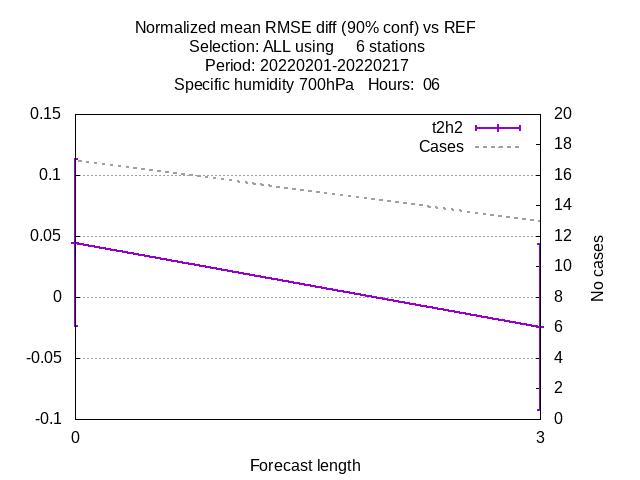 Normalized mean RMSE diff (90% conf) vs REF
Selection: ALL using     6 stations
Period: 20220201-20220217
Specific humidity 700hPa   Hours:  06
t2h2
Cases
0.15
0.1
0.05
0
-0.05
-0.1
20
18
16
14
12
10
8
6
4
2
0
No cases
0
3
Forecast length